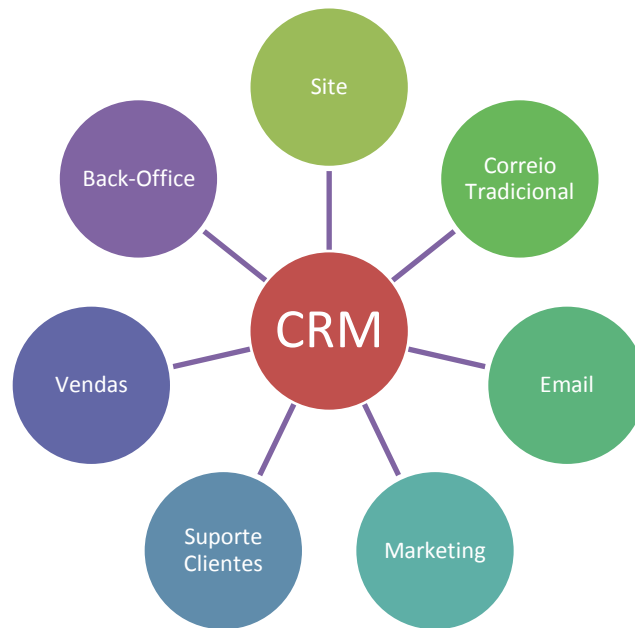 Site
Correio
Tradicional
Email
Marketing
Suporte
Clientes
Vendas
Back-Office
CRM